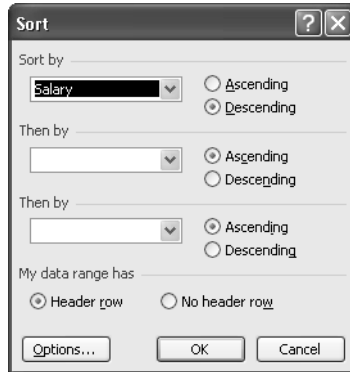 Sort
Sort by
Salary
Ascending
Descending
Then by
Ascending
Descending
Then by
Ascending
Descending
My data range has
Header row
No header row
Options...
OK
Cancel